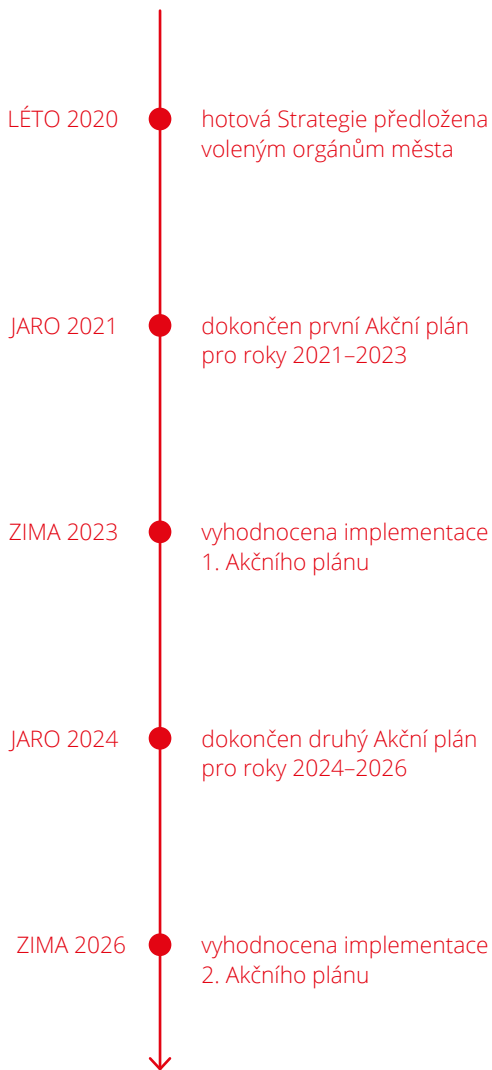 LÉTO 2020
hotová Strategie předložena
voleným orgánům města
JARO 2021
dokončen první Akční plán
pro roky 2021–2023
ZIMA 2023
vyhodnocena implementace
1. Akčního plánu
JARO 2024
dokončen druhý Akční plán
pro roky 2024–2026
ZIMA 2026
vyhodnocena implementace
2. Akčního plánu